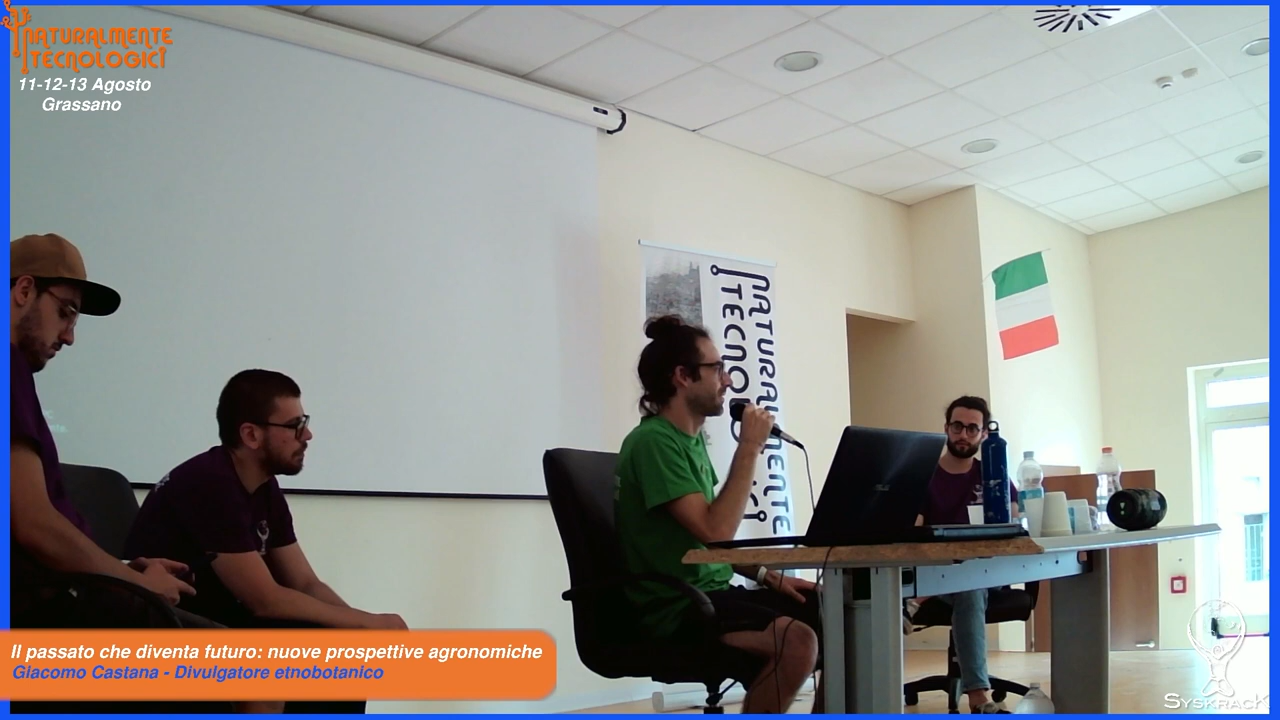 NATURALMENTE
TECNOLOGICI
11-12-13 Agosto
Grassano
NATURALMENTE
Il passato che diventa futuro: nuove prospettive agronomiche
Giacomo Castana - Divulgatore etnobotanico
SYSKRACK